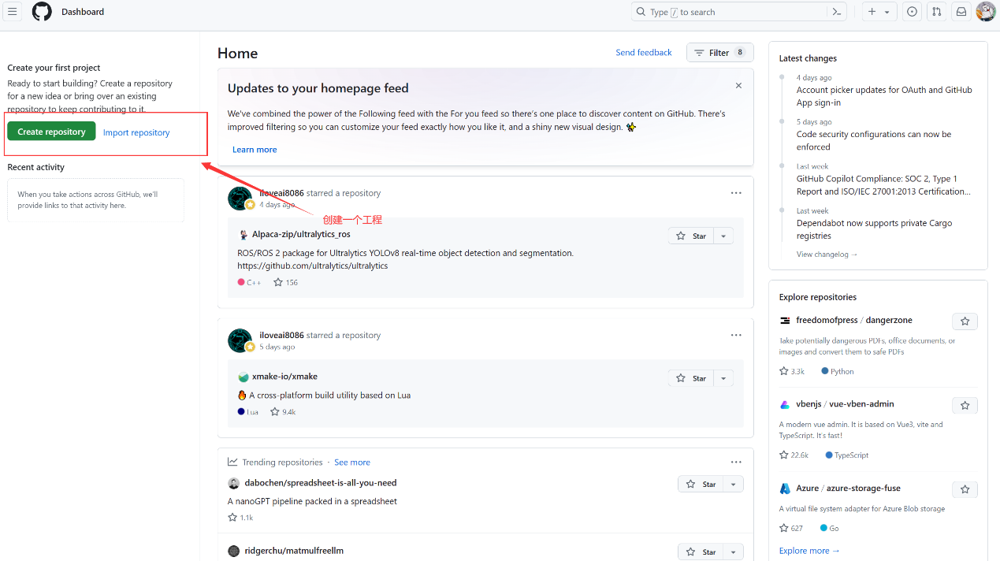 Dashboard
Type / to search
Create your first project
Ready to start building? Create a repository
for a new idea or bring over an existing
repository to keep contributing to it.
Create repository
Import repository
Recent activity
When you take actions across GitHub, we'll
provide links to that activity here.
Home
Send feedback
Filter 8
Updates to your homepage feed
We've combined the power of the Following feed with the For you feed so there's one place to discover content on GitHub. There's
improved filtering so you can customize your feed exactly how you like it, and a shiny new visual design. ✨
Learn more
iloveai8086 starred a repository
4 days ago
创建一个工程
Alpaca-zip/ultralytics_ros
Star
ROS/ROS 2 package for Ultralytics YOLOv8 real-time object detection and segmentation.
https://github.com/ultralytics/ultralytics
C++ 156
iloveai8086 starred a repository
5 days ago
xmake-io/xmake
Star
🔥 A cross-platform build utility based on Lua
Lua 9.4k
Trending repositories · See more
dabochen/spreadsheet-is-all-you-need
Star
A nanoGPT pipeline packed in a spreadsheet
1.1k
ridgerchu/matmulfreellm
Star
Latest changes
4 days ago
Account picker updates for OAuth and GitHub
App sign-in
5 days ago
Code security configurations can now be
enforced
Last week
GitHub Copilot Compliance: SOC 2, Type 1
Report and ISO/IEC 27001:2013 Certification...
Last week
Dependabot now supports private Cargo
registries
View changelog →
Explore repositories
freedomofpress / dangerzone
Take potentially dangerous PDFs, office documents, or
images and convert them to safe PDFs
3.3k Python
vbenjs / vue-vben-admin
A modern vue admin. It is based on Vue3, vite and
TypeScript. It's fast!
22.6k TypeScript
Azure / azure-storage-fuse
A virtual file system adapter for Azure Blob storage
627 Go
Explore more →